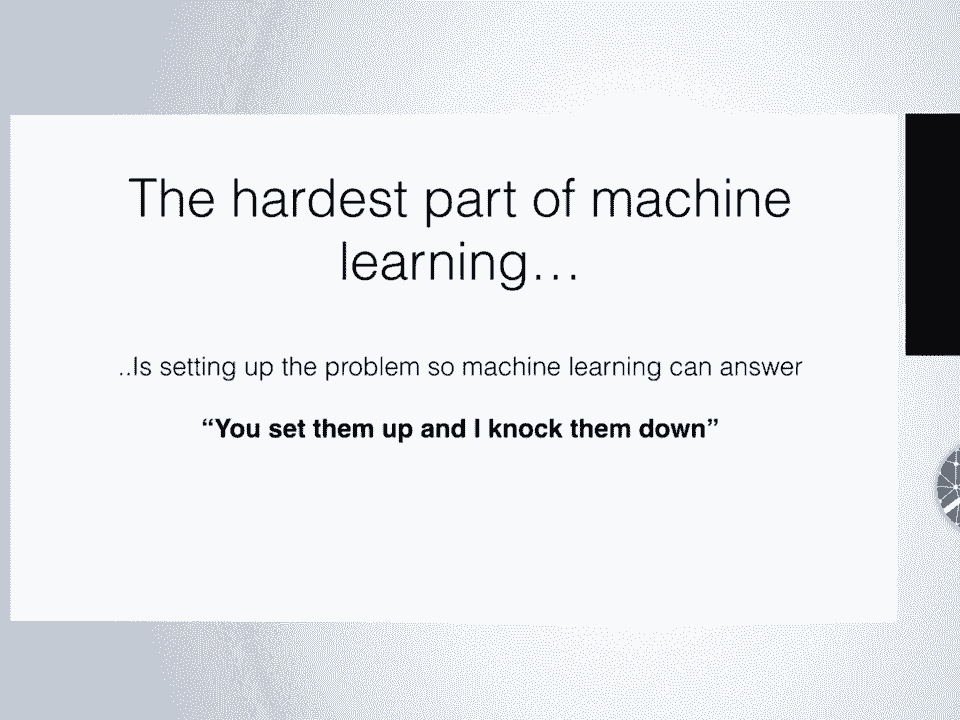 The hardest part of machine
learning…
..Is setting up the problem so machine learning can answer
“You set them up and I knock them down”